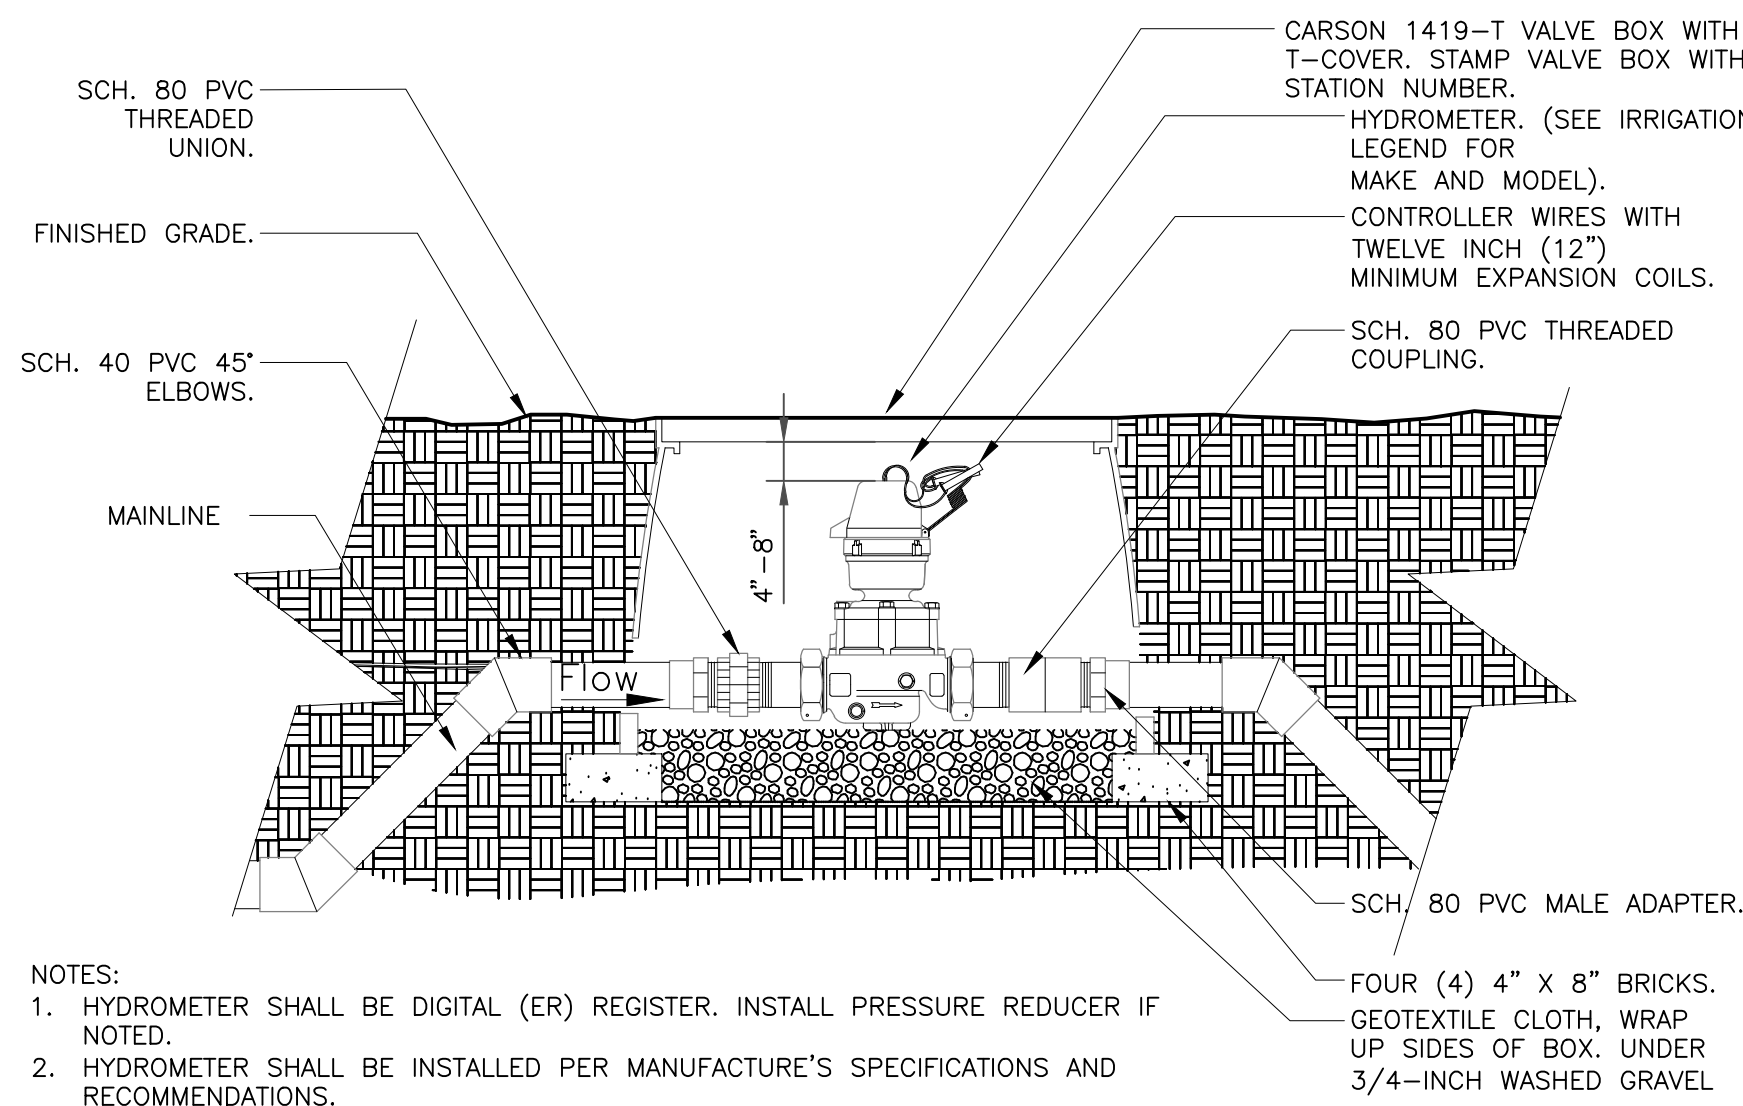 SCH. 80 PVC
THREADED
UNION.
FINISHED GRADE.
SCH. 40 PVC 45°
ELBOWS.
MAINLINE
CARSON 1419-T VALVE BOX WITH
T-COVER. STAMP VALVE BOX WITH
STATION NUMBER.
HYDROMETER. (SEE IRRIGATION
LEGEND FOR
MAKE AND MODEL).
CONTROLLER WIRES WITH
TWELVE INCH (12")
MINIMUM EXPANSION COILS.
SCH. 80 PVC THREADED
COUPLING.
4"-8"
Flow
SCH. 80 PVC MALE ADAPTER.
FOUR (4) 4" X 8" BRICKS.
GEOTEXTILE CLOTH, WRAP
UP SIDES OF BOX. UNDER
3/4-INCH WASHED GRAVEL
NOTES:
1. HYDROMETER SHALL BE DIGITAL (ER) REGISTER. INSTALL PRESSURE REDUCER IF
NOTED.
2. HYDROMETER SHALL BE INSTALLED PER MANUFACTURE'S SPECIFICATIONS AND
RECOMMENDATIONS.